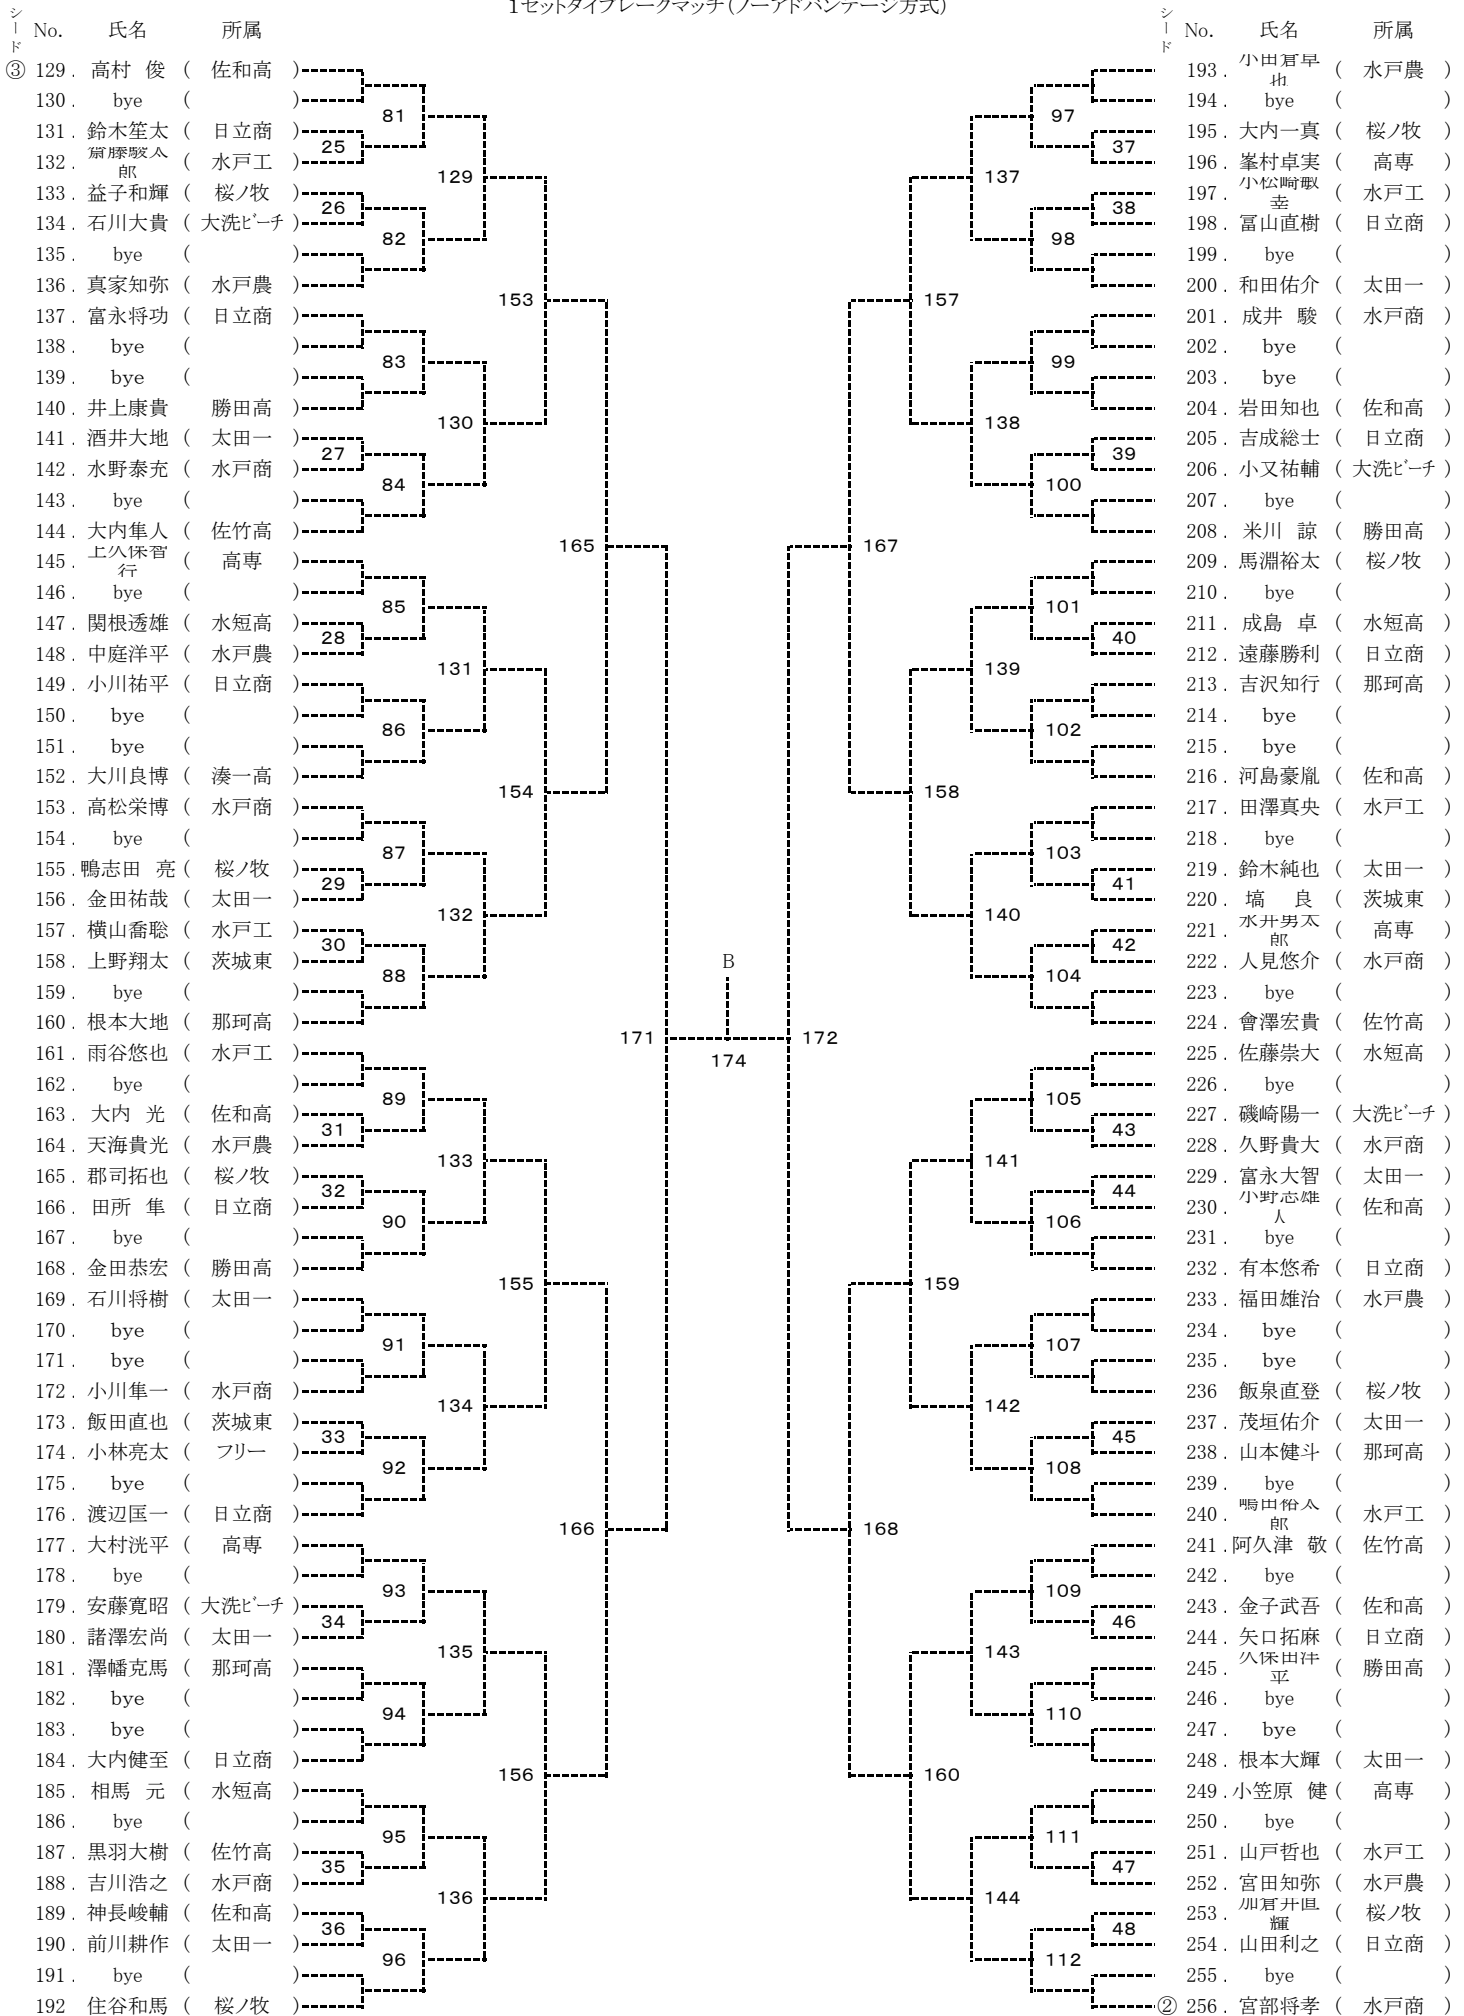 1セットタイブレークマッチ(ノーアドバンテージ方式)
シード No. 氏名 所属
③ 129. 高村 俊 ( 佐和高 )
130. bye ( )
131. 鈴木笙太 ( 日立商 )
132. 齋藤駿太郎 ( 水戸工 )
133. 益子和輝 ( 桜ノ牧 )
134. 石川大貴 ( 大洗ビーチ )
135. bye ( )
136. 真家知弥 ( 水戸農 )
137. 富永将功 ( 日立商 )
138. bye ( )
139. bye ( )
140. 井上康貴 勝田高 )
141. 酒井大地 ( 太田一 )
142. 水野泰充 ( 水戸商 )
143. bye ( )
144. 大内隼人 ( 佐竹高 )
145. 上久保智行 ( 高専 )
146. bye ( )
147. 関根透雄 ( 水短高 )
148. 中庭洋平 ( 水戸農 )
149. 小川祐平 ( 日立商 )
150. bye ( )
151. bye ( )
152. 大川良博 ( 湊一高 )
153. 高松栄博 ( 水戸商 )
154. bye ( )
155. 鴨志田 亮 ( 桜ノ牧 )
156. 金田祐哉 ( 太田一 )
157. 横山喬聡 ( 水戸工 )
158. 上野翔太 ( 茨城東 )
159. bye ( )
160. 根本大地 ( 那珂高 )
161. 雨谷悠也 ( 水戸工 )
162. bye ( )
163. 大内 光 ( 佐和高 )
164. 天海貴光 ( 水戸農 )
165. 郡司拓也 ( 桜ノ牧 )
166. 田所 隼 ( 日立商 )
167. bye ( )
168. 金田恭宏 ( 勝田高 )
169. 石川将樹 ( 太田一 )
170. bye ( )
171. bye ( )
172. 小川隼一 ( 水戸商 )
173. 飯田直也 ( 茨城東 )
174. 小林亮太 ( フリー )
175. bye ( )
176. 渡辺匡一 ( 日立商 )
177. 大村洸平 ( 高専 )
178. bye ( )
179. 安藤寛昭 ( 大洗ビーチ )
180. 諸澤宏尚 ( 太田一 )
181. 澤幡克馬 ( 那珂高 )
182. bye ( )
183. bye ( )
184. 大内健至 ( 日立商 )
185. 相馬 元 ( 水短高 )
186. bye ( )
187. 黒羽大樹 ( 佐竹高 )
188. 吉川浩之 ( 水戸商 )
189. 神長崚輔 ( 佐和高 )
190. 前川耕作 ( 太田一 )
191. bye ( )
192 住谷和馬 ( 桜ノ牧 )
25
26
27
28
29
30
31
32
33
34
35
36
81
82
83
84
85
86
87
88
89
90
91
92
93
94
95
96
129
130
131
132
133
134
135
136
153
154
155
156
165
166
171
B
174
172
167
168
157
158
159
160
137
138
139
140
141
142
143
144
97
98
99
100
101
102
103
104
105
106
107
108
109
110
111
112
37
38
39
40
41
42
43
44
45
46
47
48
シード No. 氏名 所属
193. 小田倉卓也 ( 水戸農 )
194. bye ( )
195. 大内一真 ( 桜ノ牧 )
196. 峯村卓実 ( 高専 )
197. 小松崎敏幸 ( 水戸工 )
198. 冨山直樹 ( 日立商 )
199. bye ( )
200. 和田佑介 ( 太田一 )
201. 成井 駿 ( 水戸商 )
202. bye ( )
203. bye ( )
204. 岩田知也 ( 佐和高 )
205. 吉成総士 ( 日立商 )
206. 小又祐輔 ( 大洗ビーチ )
207. bye ( )
208. 米川 諒 ( 勝田高 )
209. 馬淵裕太 ( 桜ノ牧 )
210. bye ( )
211. 成島 卓 ( 水短高 )
212. 遠藤勝利 ( 日立商 )
213. 吉沢知行 ( 那珂高 )
214. bye ( )
215. bye ( )
216. 河島豪胤 ( 佐和高 )
217. 田澤真央 ( 水戸工 )
218. bye ( )
219. 鈴木純也 ( 太田一 )
220. 塙 良 ( 茨城東 )
221. 永井勇太郎 ( 高専 )
222. 人見悠介 ( 水戸商 )
223. bye ( )
224. 會澤宏貴 ( 佐竹高 )
225. 佐藤崇大 ( 水短高 )
226. bye ( )
227. 磯崎陽一 ( 大洗ビーチ )
228. 久野貴大 ( 水戸商 )
229. 富永大智 ( 太田一 )
230. 小野志雄人 ( 佐和高 )
231. bye ( )
232. 有本悠希 ( 日立商 )
233. 福田雄治 ( 水戸農 )
234. bye ( )
235. bye ( )
236 飯泉直登 ( 桜ノ牧 )
237. 茂垣佑介 ( 太田一 )
238. 山本健斗 ( 那珂高 )
239. bye ( )
240. 嶋田裕太郎 ( 水戸工 )
241. 阿久津 敬 ( 佐竹高 )
242. bye ( )
243. 金子武吾 ( 佐和高 )
244. 矢口拓麻 ( 日立商 )
245. 久保田洋平 ( 勝田高 )
246. bye ( )
247. bye ( )
248. 根本大輝 ( 太田一 )
249. 小笠原 健 ( 高専 )
250. bye ( )
251. 山戸哲也 ( 水戸工 )
252. 宮田知弥 ( 水戸農 )
253. 加倉井直輝 ( 桜ノ牧 )
254. 山田利之 ( 日立商 )
255. bye ( )
② 256. 宮部将孝 ( 水戸商 )